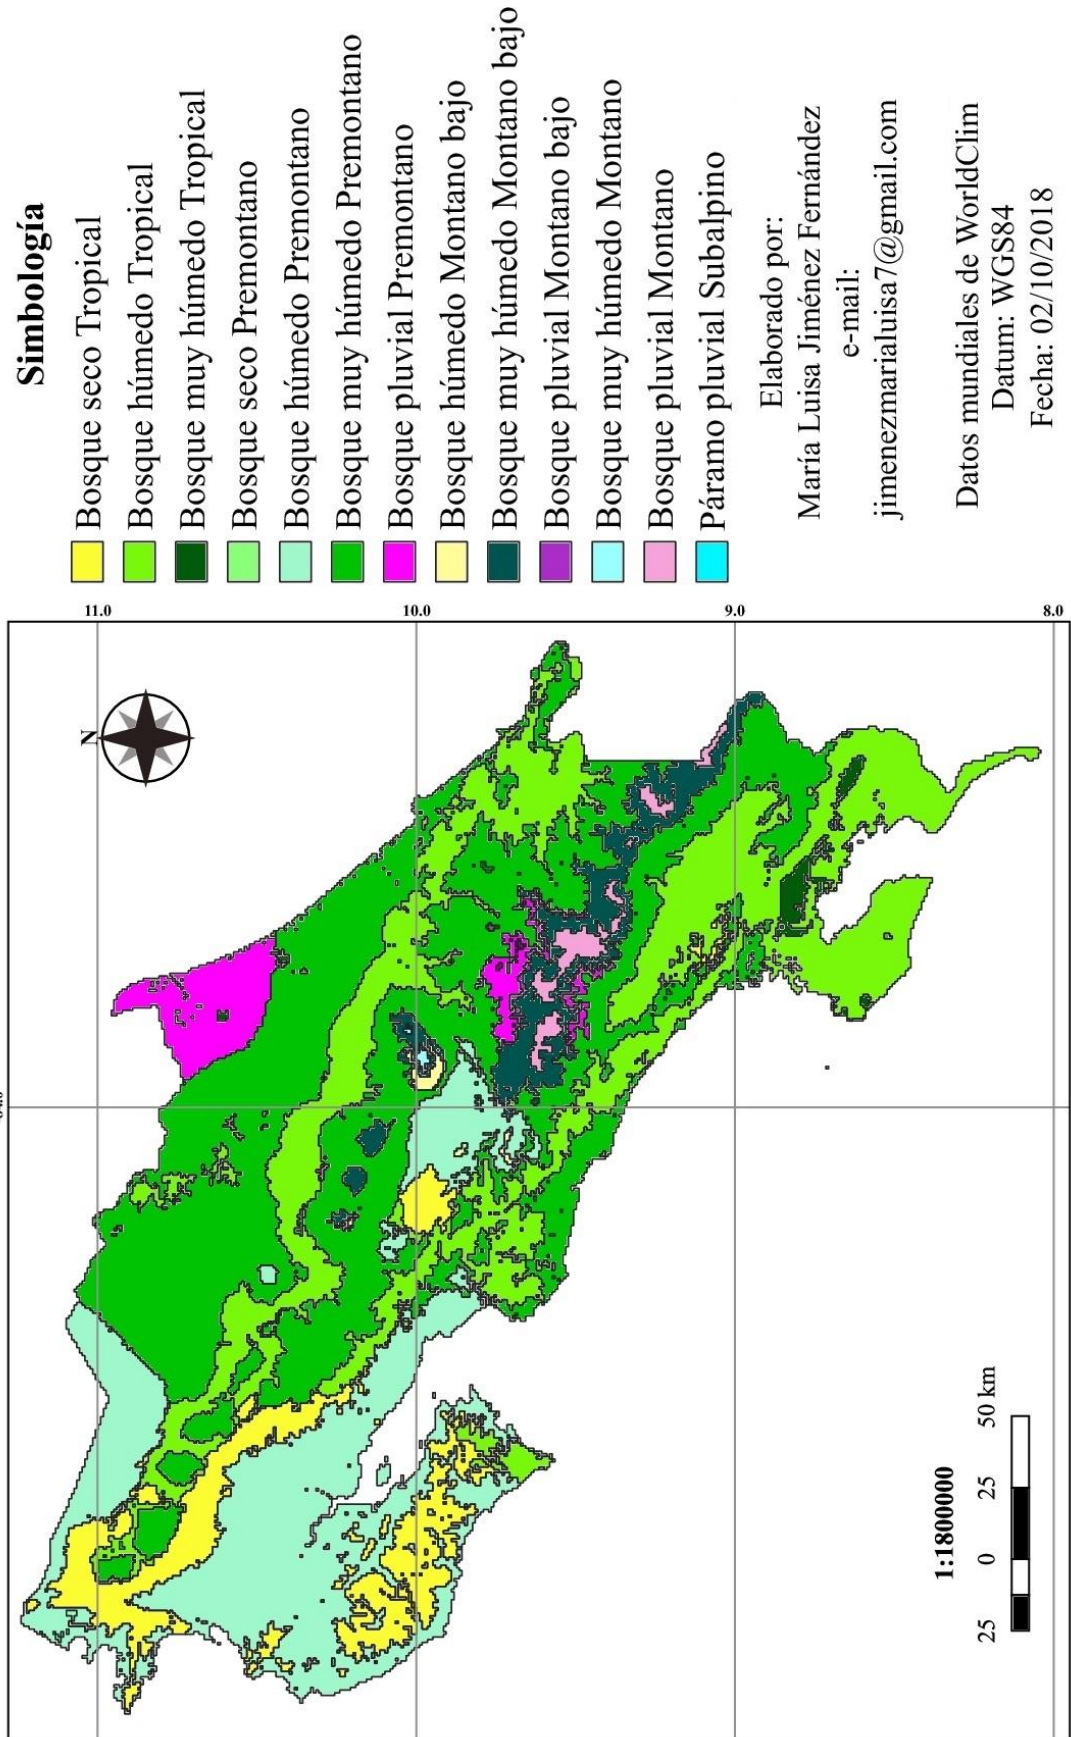 Simbología
Bosque seco Tropical
Bosque húmedo Tropical
Bosque muy húmedo Tropical
Bosque seco Premontano
Bosque húmedo Premontano
Bosque muy húmedo Premontano
Bosque pluvial Premontano
Bosque húmedo Montano bajo
Bosque muy húmedo Montano bajo
Bosque pluvial Montano bajo
Bosque muy húmedo Montano
Bosque pluvial Montano
Páramo pluvial Subalpino
Elaborado por:
María Luisa Jinénez Fernández
e-mail:
jimenezmarialuisa7@gmail.com
Datos mundiales de WorldClim
Datum: WGS84
Fecha: 02/10/2018
11.0
10.0
9.0
8.0
N
1:1800000
25 0 25 50 km